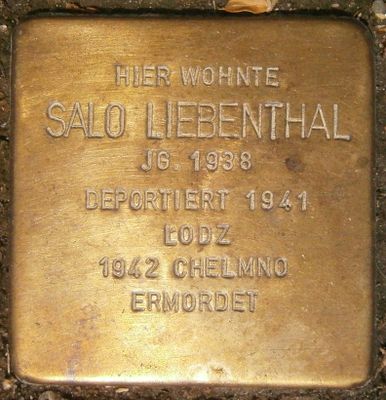 HIER WOHNTE
SALO LIEBENTHAL
JG. 1938
DEPORTIERT 1941
LODZ
1942 CHELMNO
ERMORDET